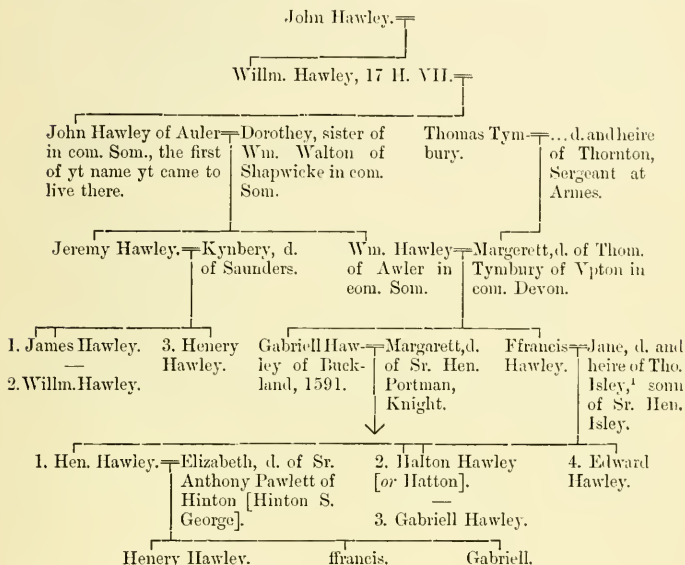 John Hawley.
Willm. Hawley, 17 H. VII.
John Hawley of Auler
in com. Som., the first
of yt name yt came to
live there.
Dorothey, sister of
Wm. Walton of
Shapwicke in com.
Som.
Thomas Tym-
bury.
... d. and heire
of Thornton,
Sergeant at
Armes.
Jeremy Hawley.
Kynbery, d.
of Saunders.
Wm. Hawley
of Awler in
com. Som.
Margerett, d. of Thom.
Tymbury of Vpton in
com. Devon.
1. James Hawley.
—
2. Willm. Hawley.
3. Henery
Hawley.
Gabriell Haw-
ley of Buck-
land, 1591.
Margarett, d.
of Sr. Hen.
Portman,
Knight.
Ffrancis
Hawley.
Jane, d. and
heire of Tho.
Isley,¹ sonn
of Sr. Hen.
Isley.
1. Hen. Hawley.
Elizabeth, d. of Sr.
Anthony Pawlett of
Hinton [Hinton S.
George].
2. Halton Hawley
[or Hatton].
—
3. Gabriell Hawley.
4. Edward
Hawley.
Henery Hawley.
ffrancis.
Gabriell.